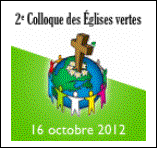 2e Colloque des Églises vertes
16 octobre 2012